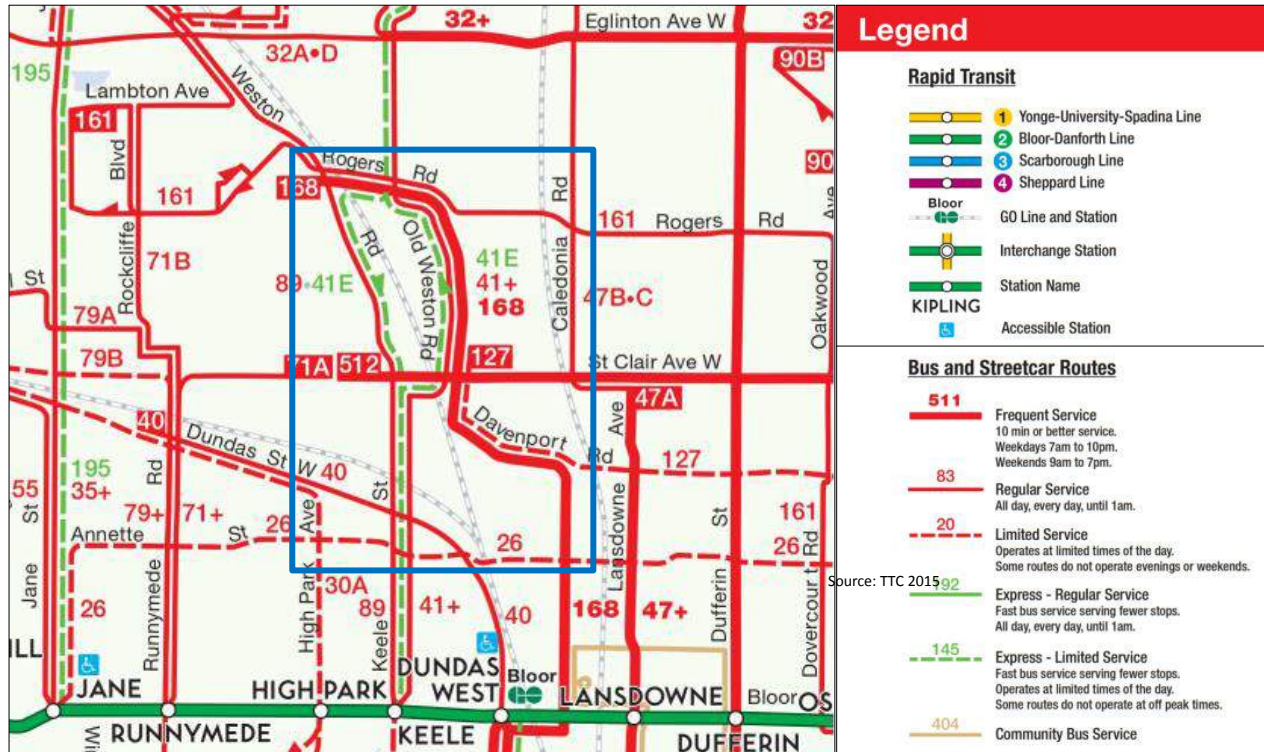 32+
Eglinton Ave W
32
195
32A•D
90B
Weston
Lambton Ave
161
Blvd
Rogers
Rd
90
168
161
Rd
161
Rogers
Rd
Ave
Rockcliffe
71B
Rd
Old Weston Rd
41E
41+
168
89•41E
Caledonia
47B•C
Oakwood
St
79A
79B
71A
512
127
St Clair Ave W
47A
40
Dundas St W
40
Davenport
Rd
Ave
127
195
35+
55
St
Rd
79+
71+
Annette
St
26
Ave
St
26
Lansdowne
St
161
26
Rd
Jane
26
Runnymede
High Park
30A
89
Keele
41+
40
168
47+
Dufferin
Dovercourt
ILL
JANE
HIGH PARK
DUNDAS
WEST
Bloor
GO
LANSDOWNE
Bloor
OS
RUNNYMEDE
KEELE
DUFFERIN
Source: TTC 2015
Legend
Rapid Transit
1 Yonge-University-Spadina Line
2 Bloor-Danforth Line
3 Scarborough Line
4 Sheppard Line
Bloor
GO
GO Line and Station
Interchange Station
Station Name
KIPLING
Accessible Station
Bus and Streetcar Routes
511
Frequent Service
10 min or better service.
Weekdays 7am to 10pm.
Weekends 9am to 7pm.
83
Regular Service
All day, every day, until 1am.
20
Limited Service
Operates at limited times of the day.
Some routes do not operate evenings or weekends.
192
Express - Regular Service
Fast bus service serving fewer stops.
All day, every day, until 1am.
145
Express - Limited Service
Fast bus service serving fewer stops.
Operates at limited times of the day.
Some routes do not operate at off peak times.
404
Community Bus Service